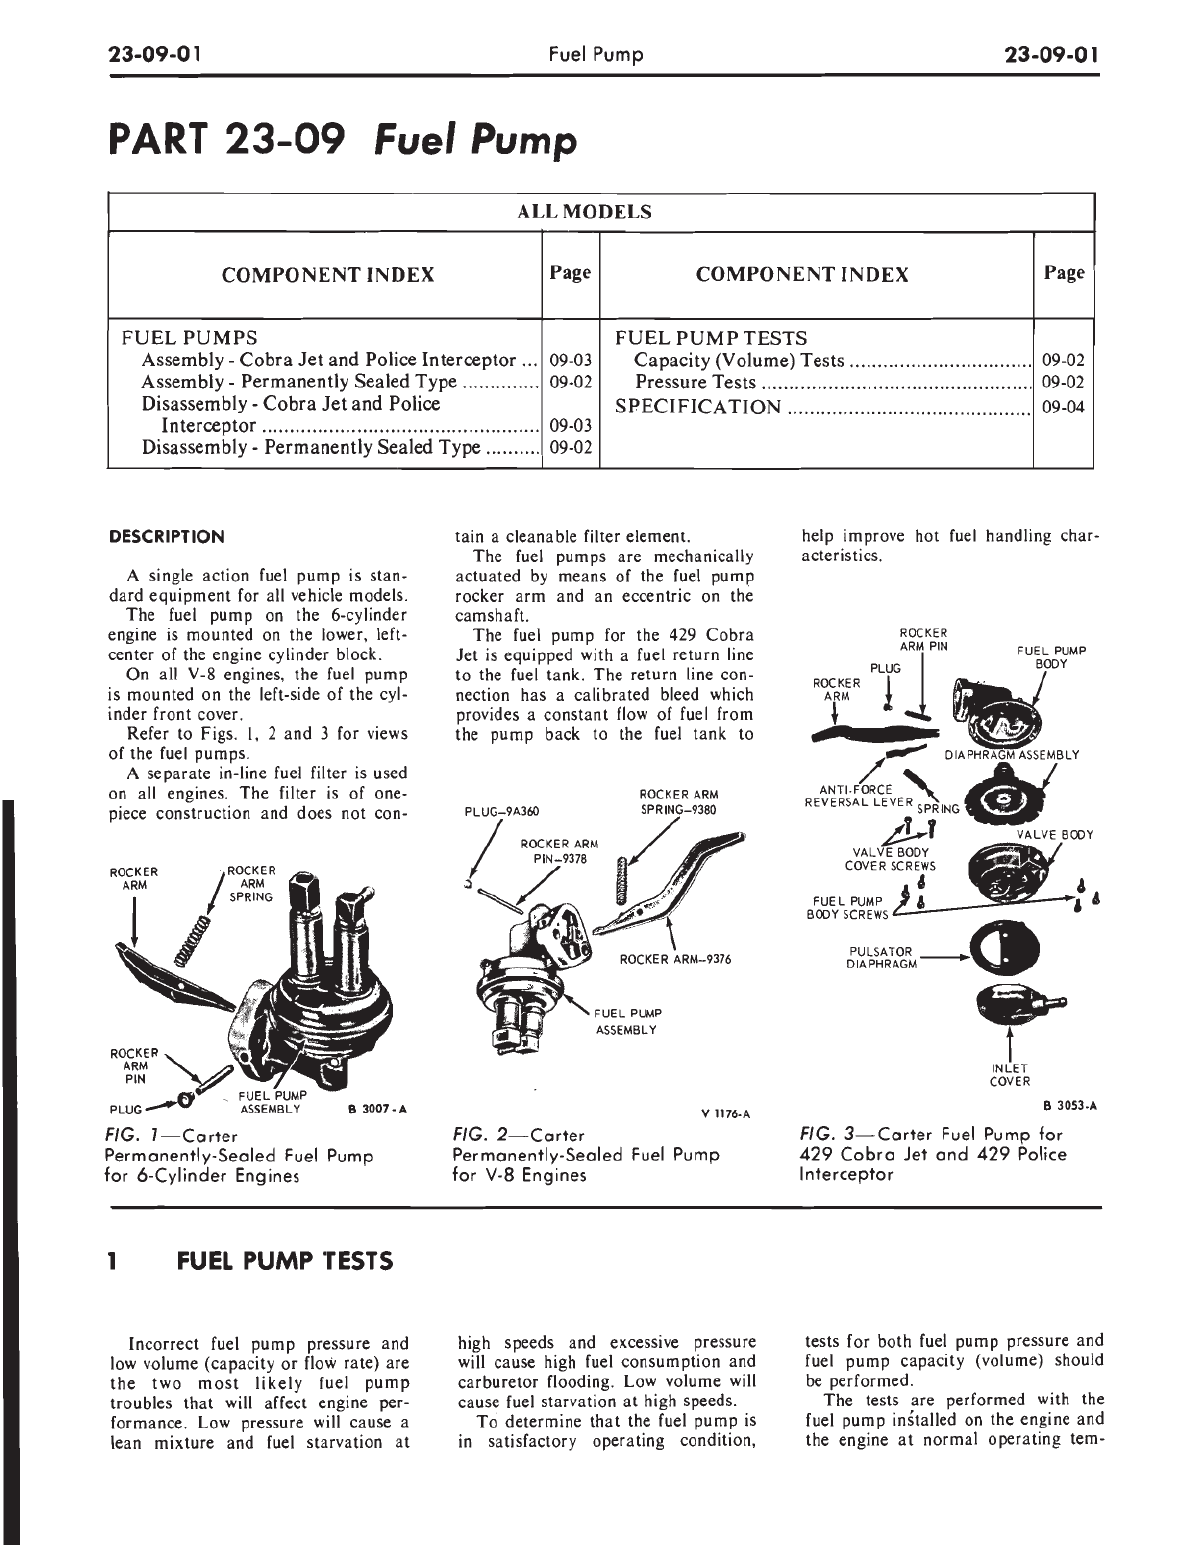 23-09-01 Fuel Pump 23-09-01
PART 23-09 Fuel Pump
ALL MODELS
COMPONENT INDEX Page COMPONENT INDEX Page
FUEL PUMPS
Assembly - Cobra Jet and Police Interceptor ... 09-03
Assembly - Permanently Sealed Type .............. 09-02
Disassembly - Cobra Jet and Police
Interceptor ................................................. 09-03
Disassembly - Permanently Sealed Type .......... 09-02
FUEL PUMP TESTS
Capacity (Volume) Tests ................................. 09-02
Pressure Tests ................................................ 09-02
SPECIFICATION ........................................... 09-04
DESCRIPTION
A single action fuel pump is stan-
dard equipment for all vehicle models.
The fuel pump on the 6-cylinder
engine is mounted on the lower, left-
center of the engine cylinder block.
On all V-8 engines, the fuel pump
is mounted on the left-side of the cyl-
inder front cover.
Refer to Figs. 1, 2 and 3 for views
of the fuel pumps.
A separate in-line fuel filter is used
on all engines. The filter is of one-
piece construction and does not con-
tain a cleanable filter element.
The fuel pumps are mechanically
actuated by means of the fuel pump
rocker arm and an eccentric on the
camshaft.
The fuel pump for the 429 Cobra
Jet is equipped with a fuel return line
to the fuel tank. The return line con-
nection has a calibrated bleed which
provides a constant flow of fuel from
the pump back to the fuel tank to
help improve hot fuel handling char-
acteristics.
ROCKER
ARM
ROCKER
ARM
SPRING
ROCKER
ARM
PIN
PLUG
FUEL PUMP
ASSEMBLY
B 3007-A
FIG. 1—Carter
Permanently-Sealed Fuel Pump
for 6-Cylinder Engines
PLUG-9A360
ROCKER ARM
SPRING-9380
ROCKER ARM
PIN-9378
ROCKER ARM-9376
FUEL PUMP
ASSEMBLY
V 1176-A
FIG. 2—Carter
Permanently-Sealed Fuel Pump
for V-8 Engines
ROCKER
ARM PIN
FUEL PUMP
BODY
PLUG
ROCKER
ARM
DIAPHRAGM ASSEMBLY
ANTI-FORCE
REVERSAL LEVER
SPRING
VALVE BODY
VALVE BODY
COVER SCREWS
FUEL PUMP
BODY SCREWS
PULSATOR
DIAPHRAGM
INLET
COVER
B 3053-A
FIG. 3—Carter Fuel Pump for
429 Cobra Jet and 429 Police
Interceptor
1 FUEL PUMP TESTS
Incorrect fuel pump pressure and
low volume (capacity or flow rate) are
the two most likely fuel pump
troubles that will affect engine per-
formance. Low pressure will cause a
lean mixture and fuel starvation at
high speeds and excessive pressure
will cause high fuel consumption and
carburetor flooding. Low volume will
cause fuel starvation at high speeds.
To determine that the fuel pump is
in satisfactory operating condition,
tests for both fuel pump pressure and
fuel pump capacity (volume) should
be performed.
The tests are performed with the
fuel pump installed on the engine and
the engine at normal operating tem-